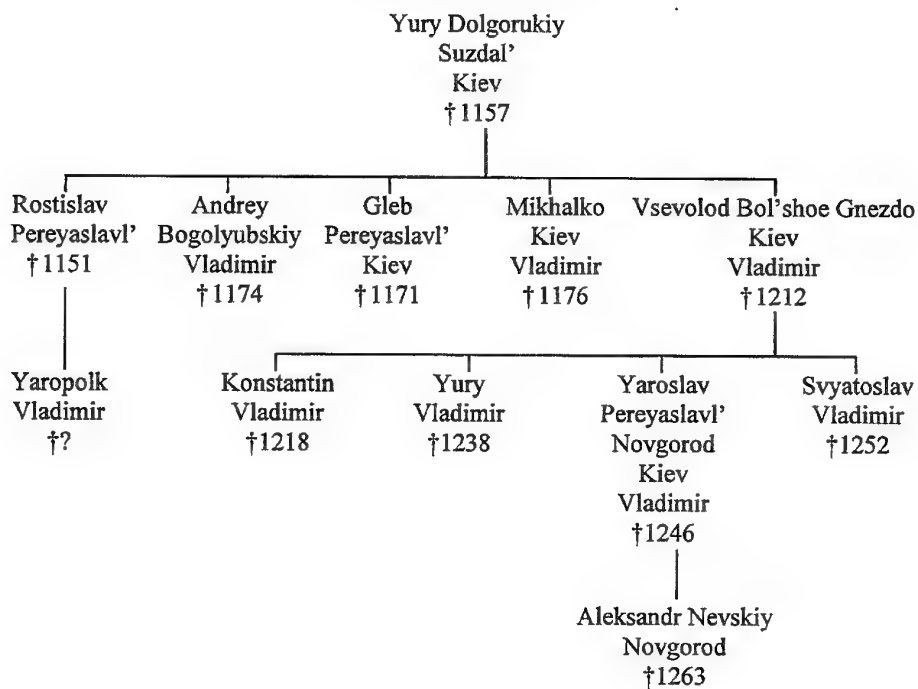 Yury Dolgorukiy
Suzdal’
Kiev
†1157
Rostislav
Pereyaslavl’
†1151
Andrey
Bogolyubskiy
Vladimir
†1174
Gleb
Pereyaslavl’
Kiev
†1171
Mikhalko
Kiev
Vladimir
†1176
Vsevolod Bol’shoe Gnezdo
Kiev
Vladimir
†1212
Yaropolk
Vladimir
†?
Konstantin
Vladimir
†1218
Yury
Vladimir
†1238
Yaroslav
Pereyaslavl’
Novgorod
Kiev
Vladimir
†1246
Svyatoslav
Vladimir
†1252
Aleksandr Nevskiy
Novgorod
†1263